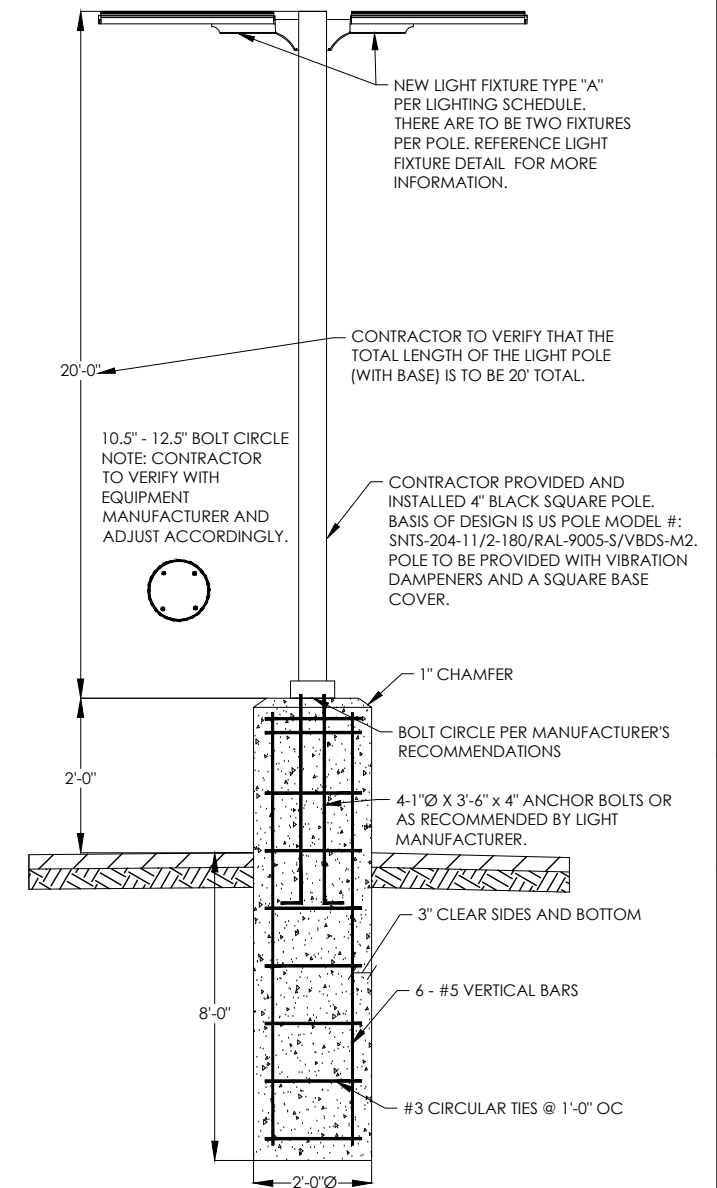 NEW LIGHT FIXTURE TYPE "A"
PER LIGHTING SCHEDULE.
THERE ARE TO BE TWO FIXTURES
PER POLE. REFERENCE LIGHT
FIXTURE DETAIL FOR MORE
INFORMATION.
CONTRACTOR TO VERIFY THAT THE
TOTAL LENGTH OF THE LIGHT POLE
(WITH BASE) IS TO BE 20' TOTAL.
20'-0"
10.5" - 12.5" BOLT CIRCLE
NOTE: CONTRACTOR
TO VERIFY WITH
EQUIPMENT
MANUFACTURER AND
ADJUST ACCORDINGLY.
CONTRACTOR PROVIDED AND
INSTALLED 4" BLACK SQUARE POLE.
BASIS OF DESIGN IS US POLE MODEL #:
SNTS-204-11/2-180/RAL-9005-S/VBDS-M2.
POLE TO BE PROVIDED WITH VIBRATION
DAMPENERS AND A SQUARE BASE
COVER.
1" CHAMFER
BOLT CIRCLE PER MANUFACTURER'S
RECOMMENDATIONS
2'-0"
4-1"Ø X 3'-6" x 4" ANCHOR BOLTS OR
AS RECOMMENDED BY LIGHT
MANUFACTURER.
3" CLEAR SIDES AND BOTTOM
6 - #5 VERTICAL BARS
8'-0"
#3 CIRCULAR TIES @ 1'-0" OC
2'-0"Ø